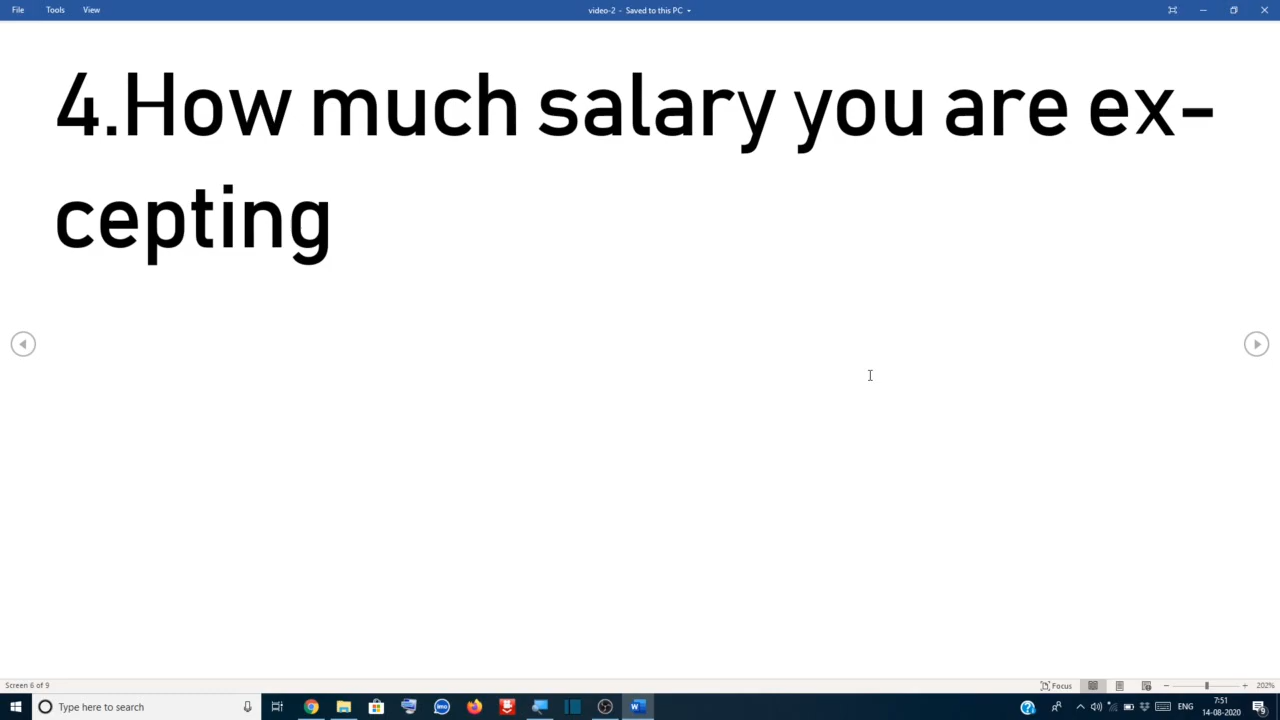 File Tools View video-2 - Saved to this PC
4.How much salary you are ex-
cepting
Screen 6 of 9 Focus 202%
Type here to search ENG 7:51
14-08-2020